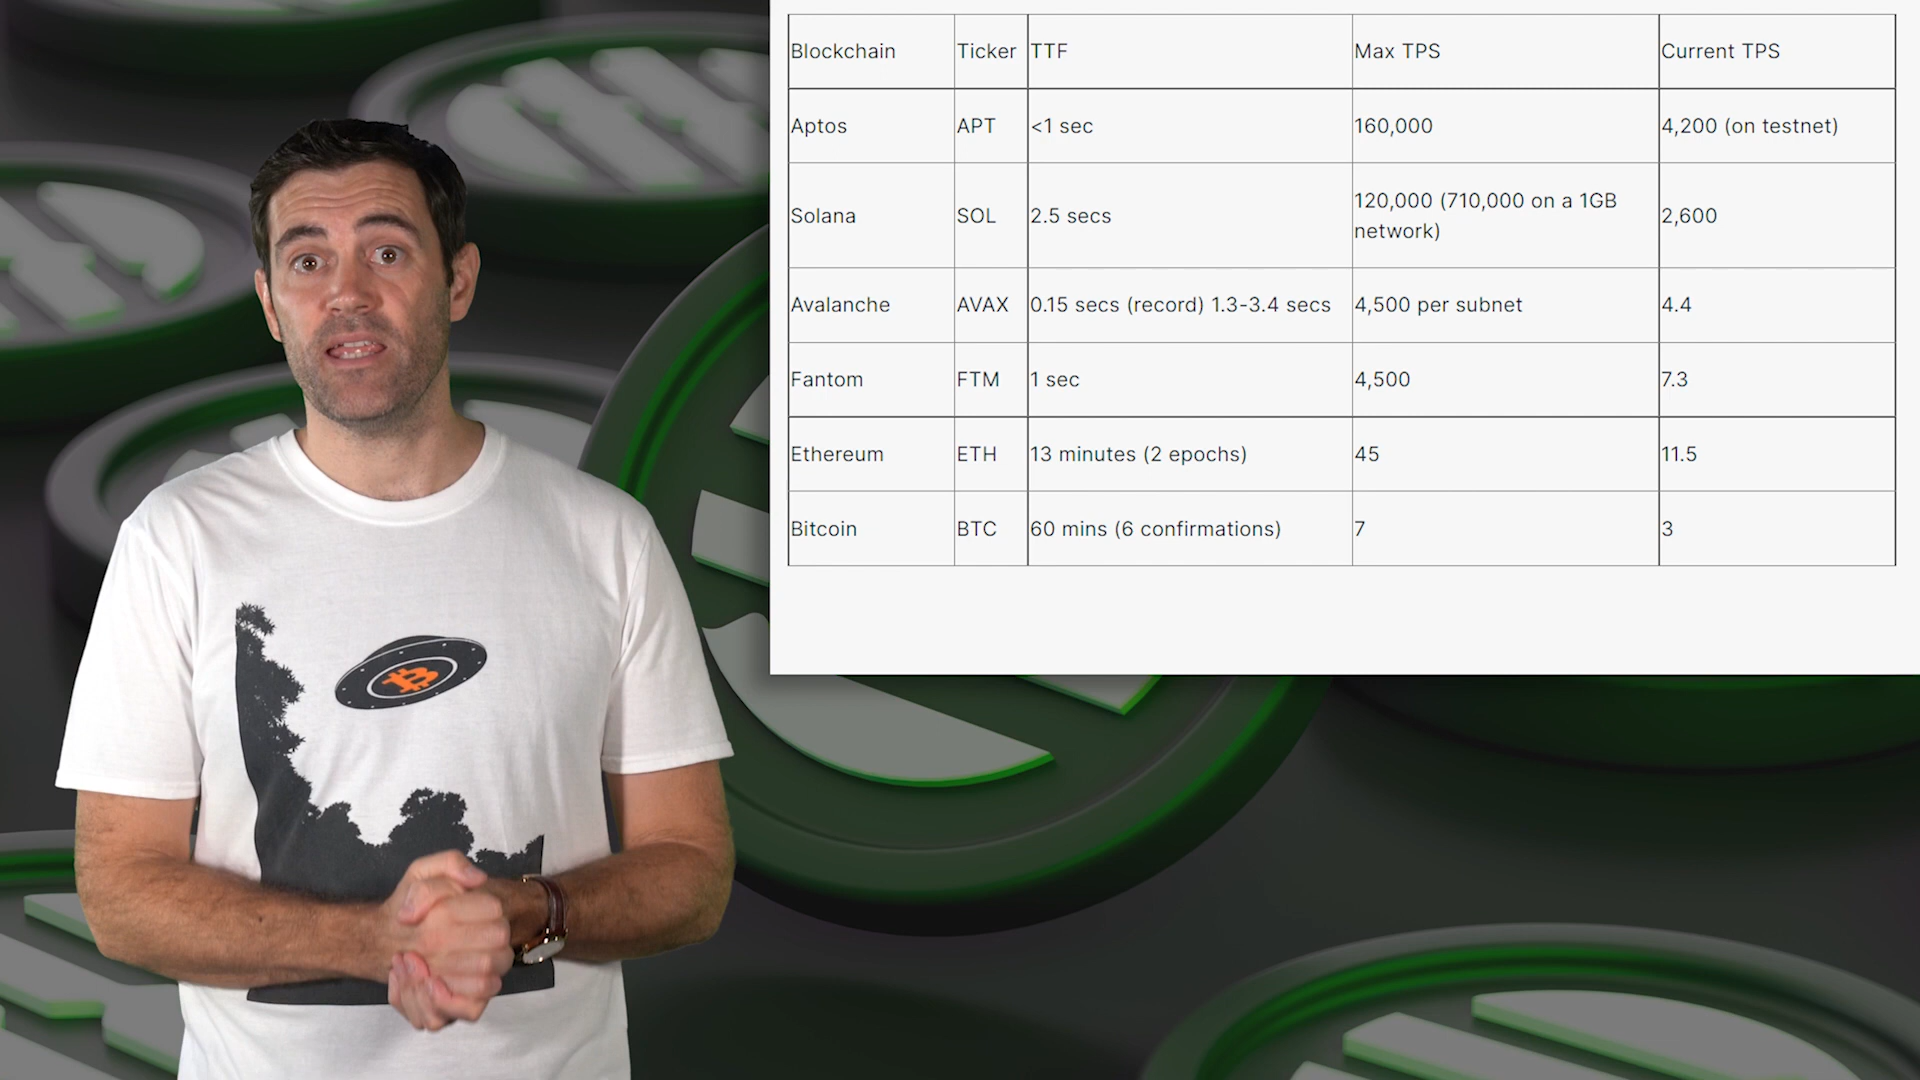 Blockchain Ticker TTF Max TPS Current TPS
Aptos APT <1 sec 160,000 4,200 (on testnet)
Solana SOL 2.5 secs 120,000 (710,000 on a 1GB
network) 2,600
Avalanche AVAX 0.15 secs (record) 1.3-3.4 secs 4,500 per subnet 4.4
Fantom FTM 1 sec 4,500 7.3
Ethereum ETH 13 minutes (2 epochs) 45 11.5
Bitcoin BTC 60 mins (6 confirmations) 7 3